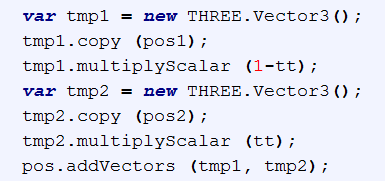 var tmp1 = new THREE.Vector3();
tmp1.copy (pos1);
tmp1.multiplyScalar (1-tt);
var tmp2 = new THREE.Vector3();
tmp2.copy (pos2);
tmp2.multiplyScalar (tt);
pos.addVectors (tmp1, tmp2);